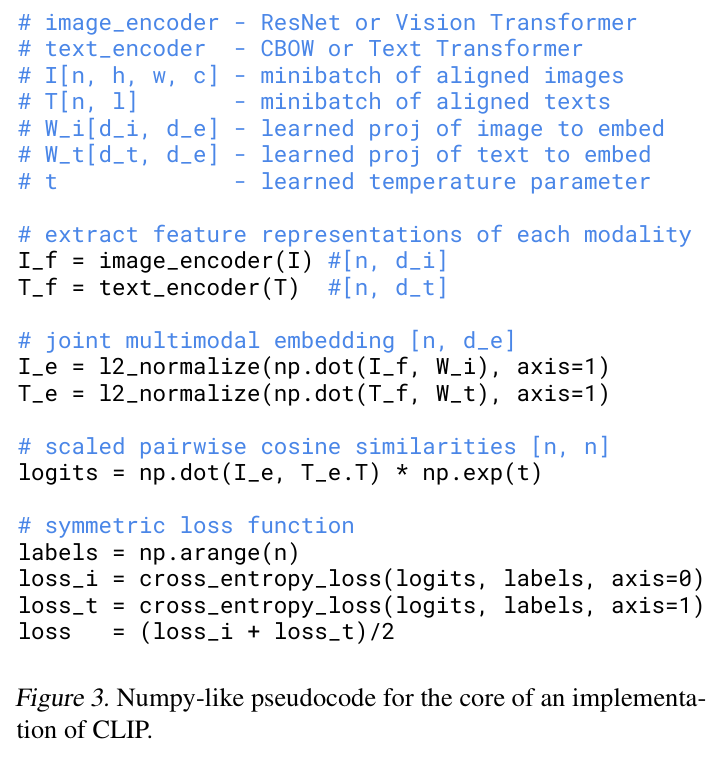 # image_encoder - ResNet or Vision Transformer
# text_encoder  - CBOW or Text Transformer
# I[n, h, w, c] - minibatch of aligned images
# T[n, l]       - minibatch of aligned texts
# W_i[d_i, d_e] - learned proj of image to embed
# W_t[d_t, d_e] - learned proj of text to embed
# t             - learned temperature parameter
# extract feature representations of each modality
I_f = image_encoder(I) #[n, d_i]
T_f = text_encoder(T)  #[n, d_t]
# joint multimodal embedding [n, d_e]
I_e = l2_normalize(np.dot(I_f, W_i), axis=1)
T_e = l2_normalize(np.dot(T_f, W_t), axis=1)
# scaled pairwise cosine similarities [n, n]
logits = np.dot(I_e, T_e.T) * np.exp(t)
# symmetric loss function
labels = np.arange(n)
loss_i = cross_entropy_loss(logits, labels, axis=0)
loss_t = cross_entropy_loss(logits, labels, axis=1)
loss   = (loss_i + loss_t)/2
Figure 3. Numpy-like pseudocode for the core of an implementa-
tion of CLIP.